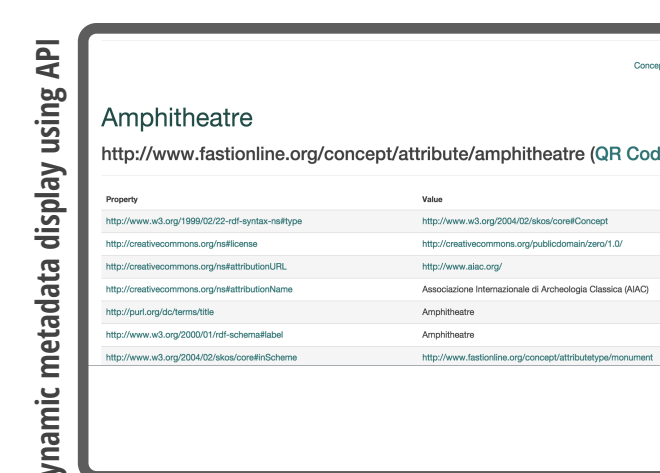 ynamic metadata display using API
Concep
Amphitheatre
http://www.fastionline.org/concept/attribute/amphitheatre (QR Cod
Property Value
http://www.w3.org/1999/02/22-rdf-syntax-ns#type http://www.w3.org/2004/02/skos/core#Concept
http://creativecommons.org/ns#license http://creativecommons.org/publicdomain/zero/1.0/
http://creativecommons.org/ns#attributionURL http://www.aiac.org/
http://creativecommons.org/ns#attributionName Associazione Internazionale di Archeologia Classica (AIAC)
http://purl.org/dc/terms/title Amphitheatre
http://www.w3.org/2000/01/rdf-schema#label Amphitheatre
http://www.w3.org/2004/02/skos/core#inScheme http://www.fastionline.org/concept/attributetype/monument